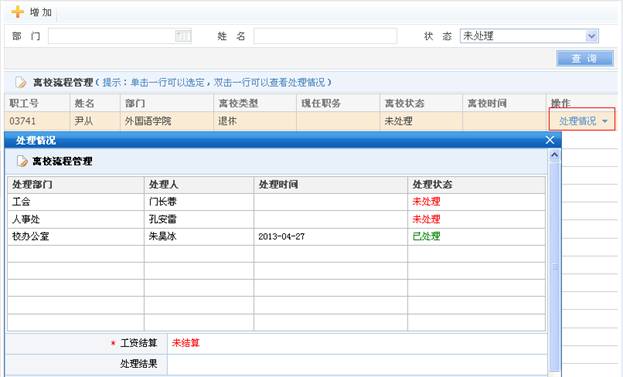 增 加
部 门 姓 名 状 态 未处理
查 询
离校流程管理(提示:单击一行可以选定,双击一行可以查看处理情况)
职工号 姓名 部门 离校类型 现任职务 离校状态 离校时间 操作
03741 尹从 外国语学院 退休 未处理 处理情况
处理情况
离校流程管理
处理部门 处理人 处理时间 处理状态
工会 门长蓉 未处理
人事处 孔安雷 未处理
校办公室 朱昊冰 2013-04-27 已处理
* 工资结算 未结算
处理结果